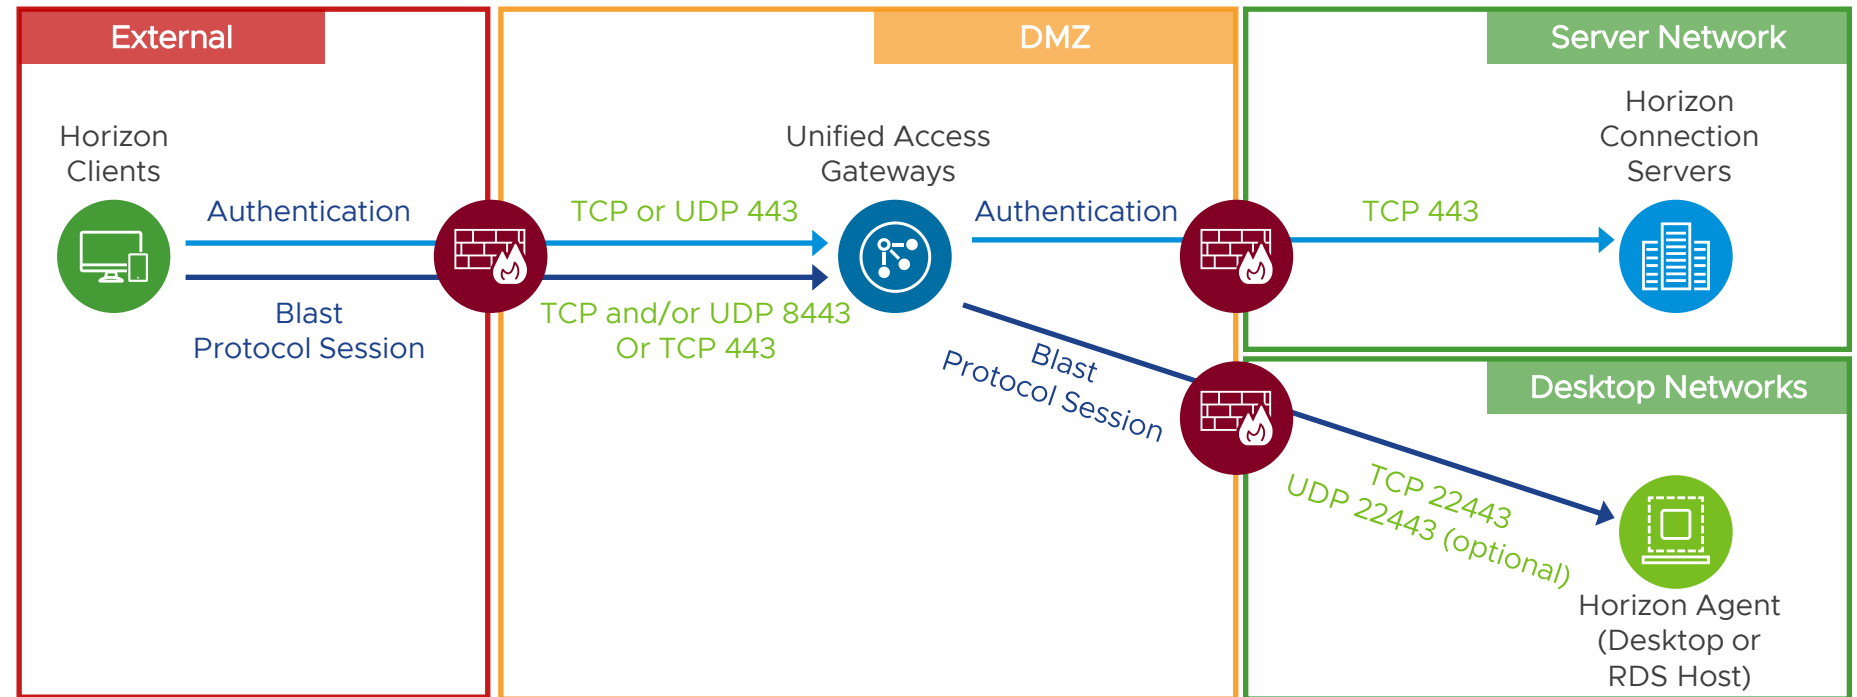 External
DMZ
Server Network
Horizon
Clients
Unified Access
Gateways
Horizon
Connection
Servers
Authentication
TCP or UDP 443
Authentication
TCP 443
Blast
Protocol Session
TCP and/or UDP 8443
Or TCP 443
Blast
Protocol Session
Desktop Networks
TCP 22443
UDP 22443 (optional)
Horizon Agent
(Desktop or
RDS Host)